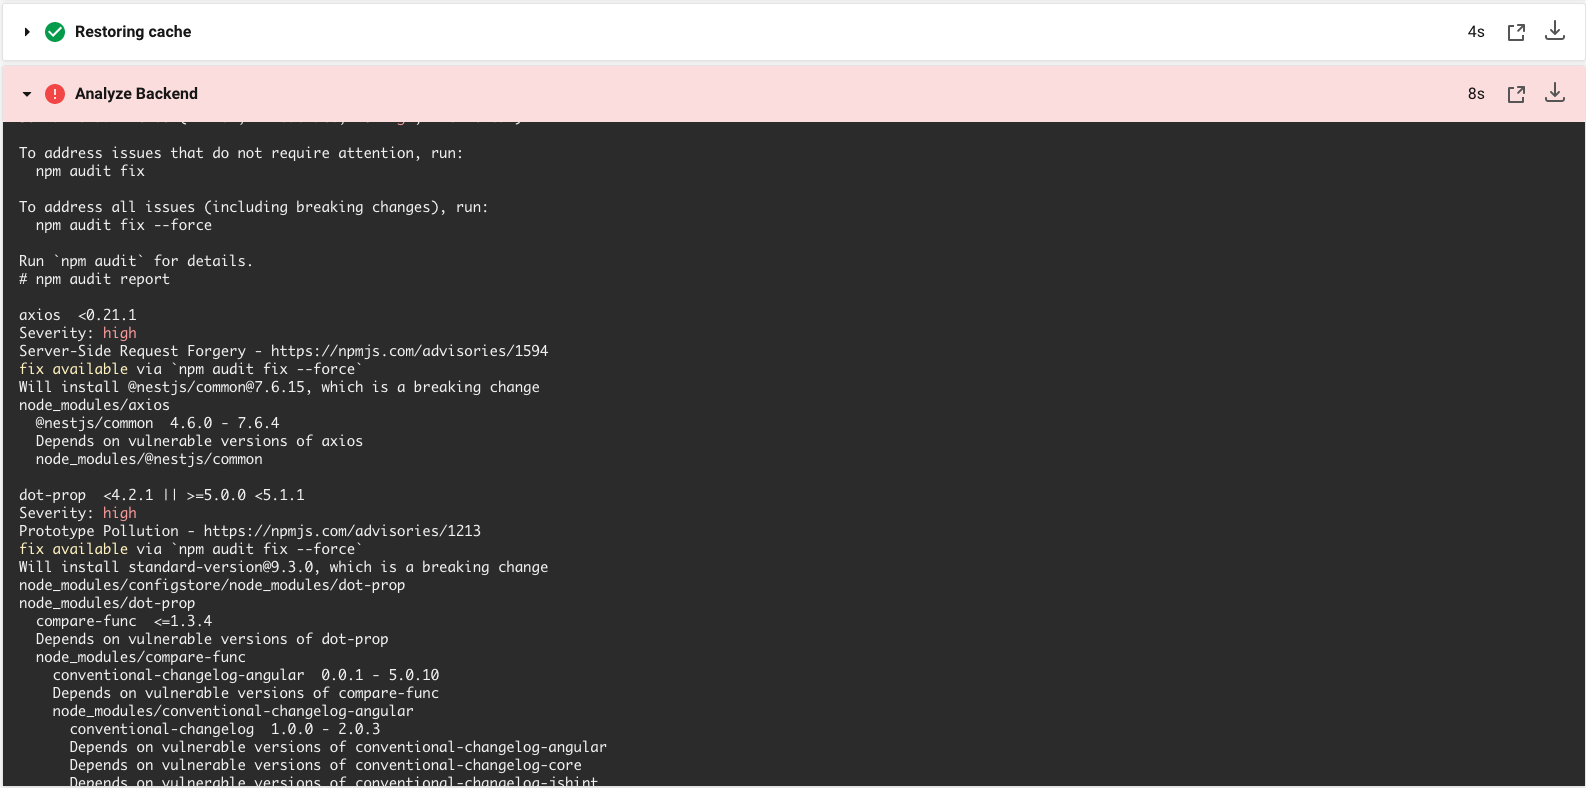 Restoring cache
4s
Analyze Backend
8s
To address issues that do not require attention, run:
npm audit fix
To address all issues (including breaking changes), run:
npm audit fix --force
Run `npm audit` for details.
# npm audit report
axios  <0.21.1
Severity: high
Server-Side Request Forgery - https://npmjs.com/advisories/1594
fix available via `npm audit fix --force`
Will install @nestjs/common@7.6.15, which is a breaking change
node_modules/axios
@nestjs/common  4.6.0 - 7.6.4
Depends on vulnerable versions of axios
node_modules/@nestjs/common
dot-prop  <4.2.1 || >=5.0.0 <5.1.1
Severity: high
Prototype Pollution - https://npmjs.com/advisories/1213
fix available via `npm audit fix --force`
Will install standard-version@9.3.0, which is a breaking change
node_modules/configstore/node_modules/dot-prop
node_modules/dot-prop
compare-func  <=1.3.4
Depends on vulnerable versions of dot-prop
node_modules/compare-func
conventional-changelog-angular  0.0.1 - 5.0.10
Depends on vulnerable versions of compare-func
node_modules/conventional-changelog-angular
conventional-changelog  1.0.0 - 2.0.3
Depends on vulnerable versions of conventional-changelog-angular
Depends on vulnerable versions of conventional-changelog-core
Depends on vulnerable versions of conventional-changelog-jshint